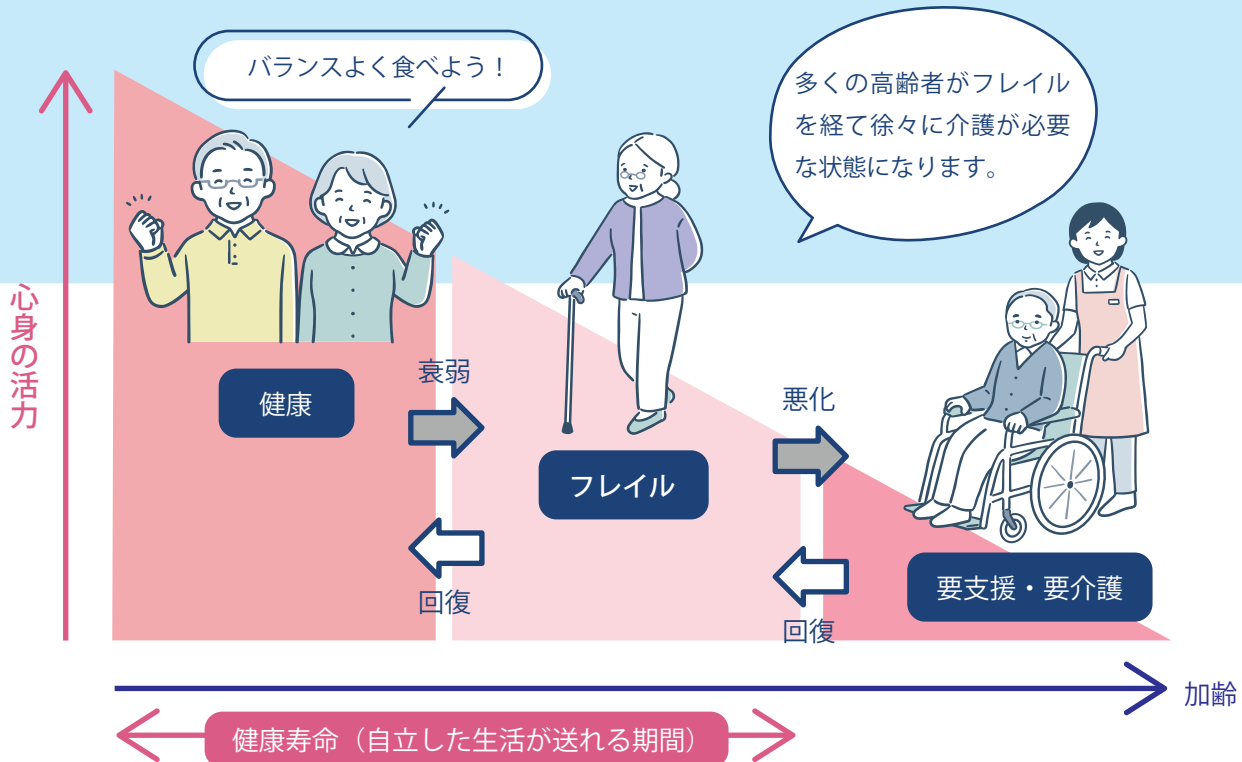 バランスよく食べよう！
多くの高齢者がフレイル
を経て徐々に介護が必要
な状態になります。
心身の活力
健康
衰弱
回復
フレイル
悪化
回復
要支援・要介護
加齢
健康寿命（自立した生活が送れる期間）